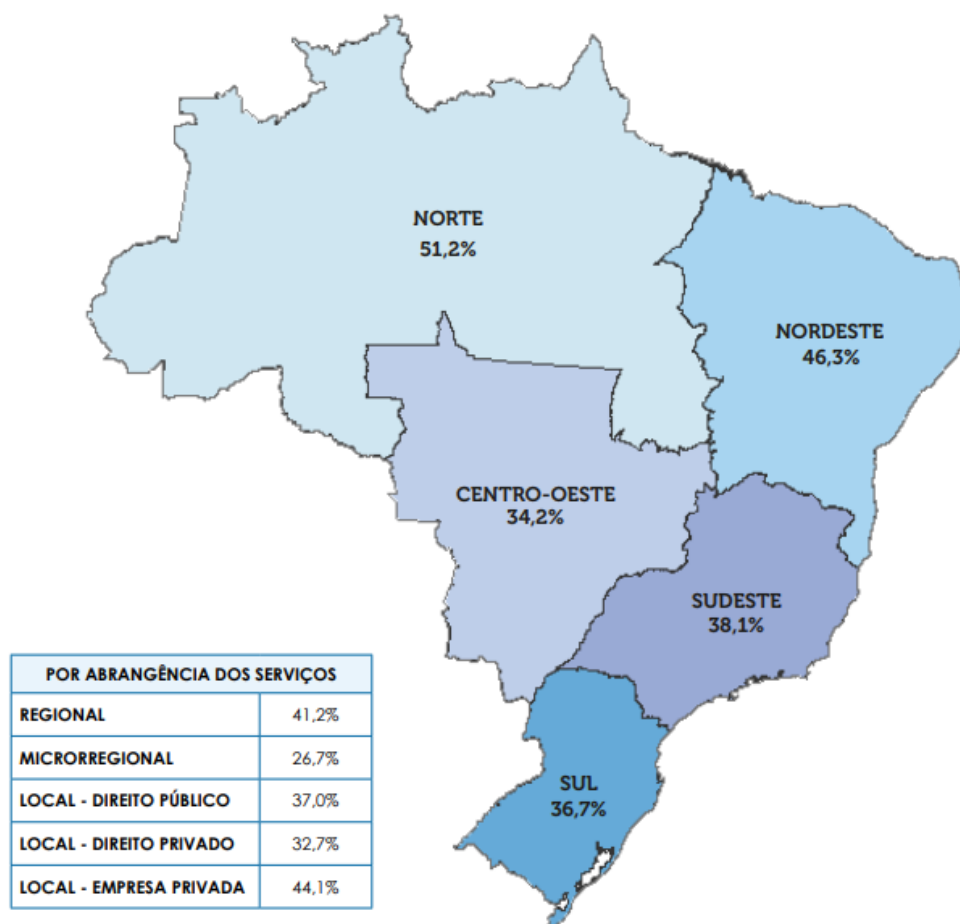 NORTE
51,2%
NORDESTE
46,3%
CENTRO-OESTE
34,2%
SUDESTE
38,1%
SUL
36,7%
POR ABRANGÊNCIA DOS SERVIÇOS
REGIONAL 41,2%
MICRORREGIONAL 26,7%
LOCAL - DIREITO PÚBLICO 37,0%
LOCAL - DIREITO PRIVADO 32,7%
LOCAL - EMPRESA PRIVADA 44,1%